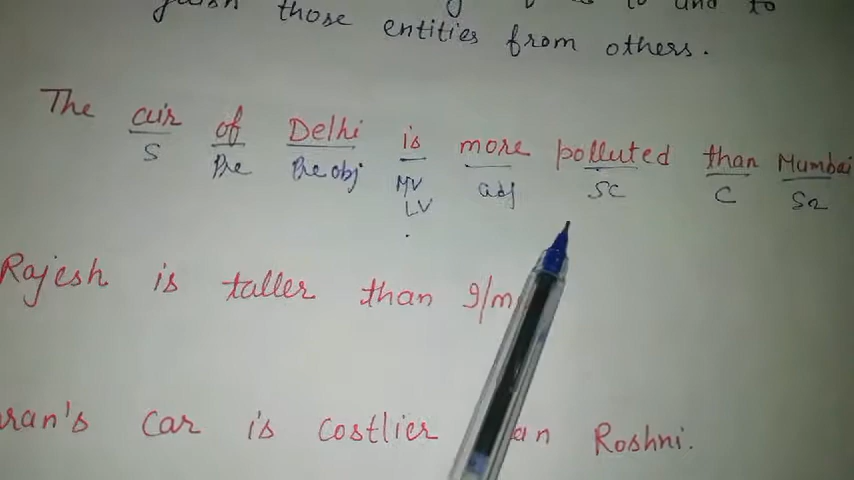 those
entities from others.
The air of Delhi is more polluted than Mumbai
S Pre Pre obj MV adj SC C S2
LV
Rajesh is taller than I/m
car is costlier an Roshni.